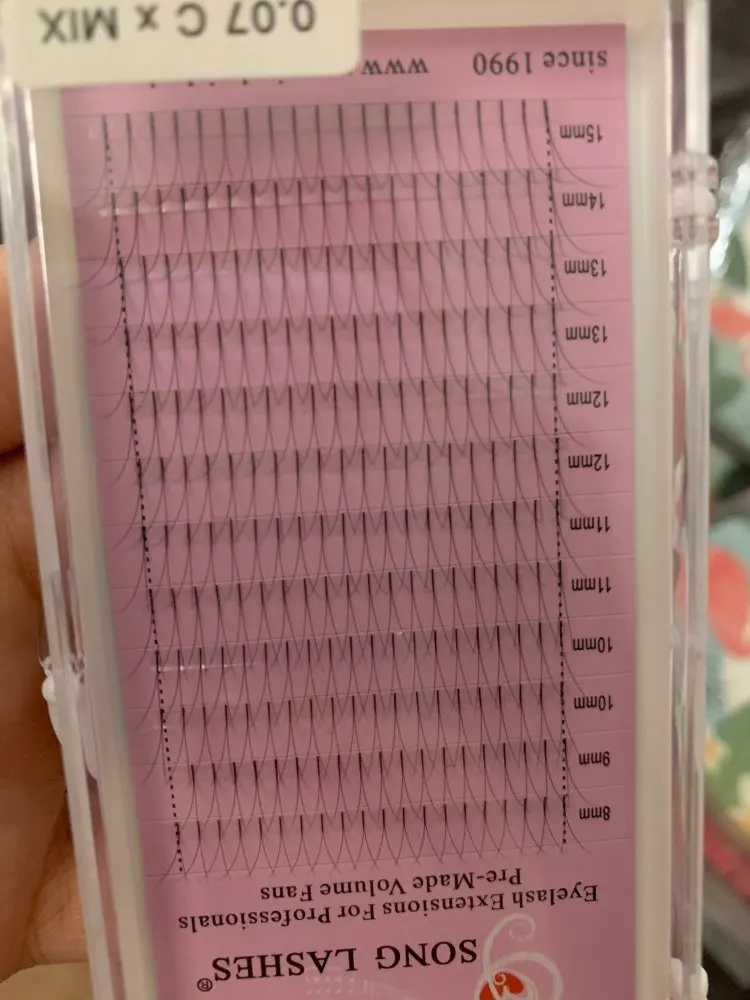 SONG LASHES®
Eyelash Extensions For Professionals
Pre-Made Volume Fans
8mm
9mm
10mm
10mm
11mm
11mm
12mm
12mm
13mm
13mm
14mm
15mm
since 1990 www
0.07 C x MIX